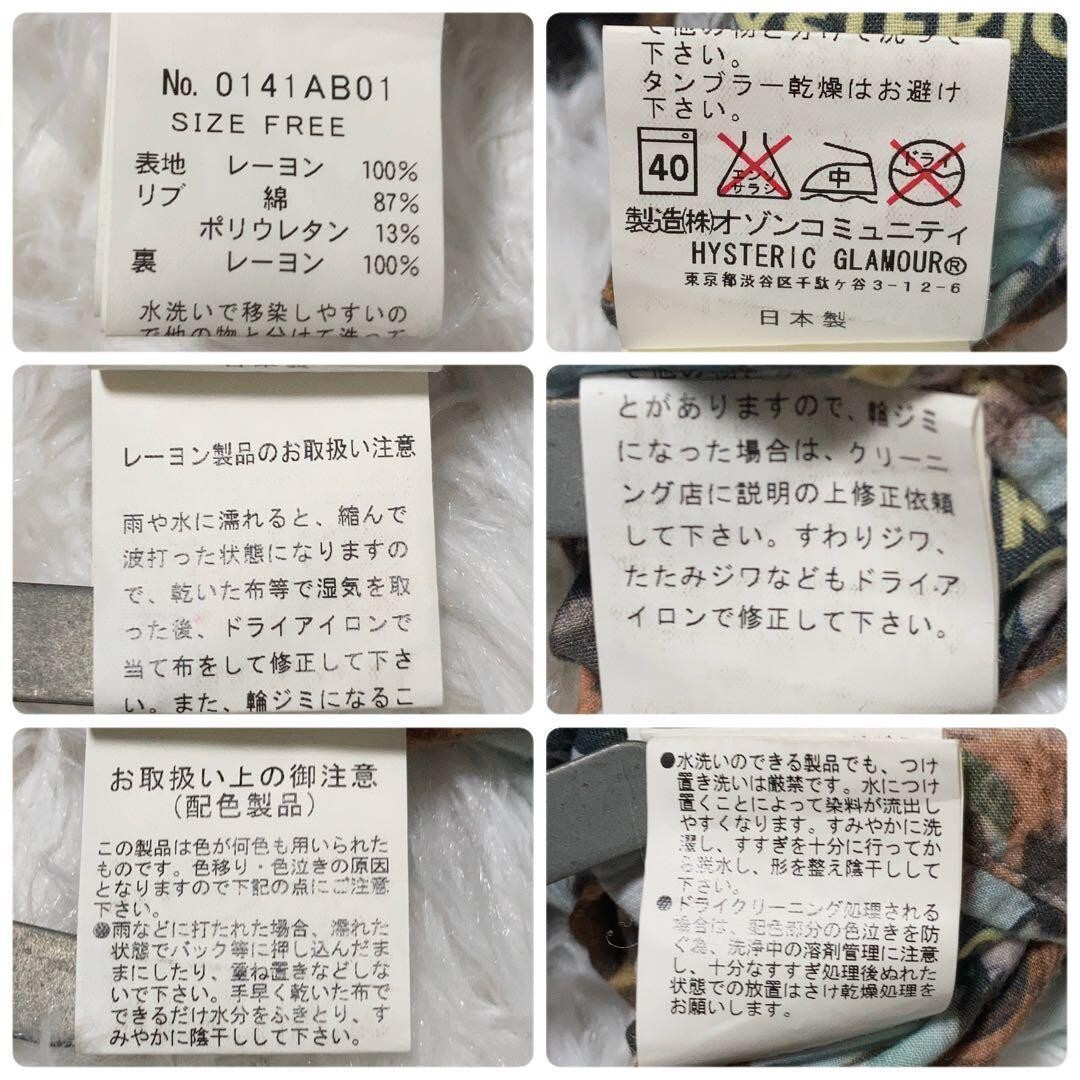 No. 0141AB01
SIZE FREE
表地 レーヨン 100%
リブ 綿 87%
ポリウレタン 13%
裏 レーヨン 100%
水洗いで移染しやすいの
で他の物と分けて洗って
で他の物と分けて洗って
下さい。
タンブラー乾燥はお避け
下さい。
40 エンソ サラシ 中 ドライ
製造(株)オゾンコミュニティ
HYSTERIC GLAMOUR®
東京都渋谷区千駄ヶ谷3-12-6
日本製
日本製
レーヨン製品のお取扱い注意
雨や水に濡れると、縮んで
波打った状態になりますの
で、乾いた布等で湿気を取
った後、ドライアイロンで
当て布をして修正して下さ
い。また、輪ジミになるこ
とがありますので、輪ジミ
になった場合は、クリーニ
ング店に説明の上修正依頼
して下さい。すわりジワ、
たたみジワなどもドライア
イロンで修正して下さい。
お取扱い上の御注意
(配色製品)
この製品は色が何色も用いられた
ものです。色移り・色泣きの原因
となりますので下記の点にご注意
下さい。
●雨などに打たれた場合、濡れた
状態でバック等に押し込んだま
ままにしたり、重ね置きなどしな
いで下さい。手早く乾いた布で
できるだけ水分をふきとり、す
みやかに陰干しして下さい。
●水洗いのできる製品でも、つけ
置き洗いは厳禁です。水につけ
置くことによって染料が流出し
やすくなります。すみやかに洗
濯し、すすぎを十分に行ってか
ら脱水し、形を整え陰干しして
下さい。
●ドライクリーニング処理される
場合は、配色部分の色泣きを防
ぐ為、洗浄中の溶剤管理に注意
し、十分なすすぎ処理後ぬれた
状態での放置はさけ乾燥処理を
お願いします。